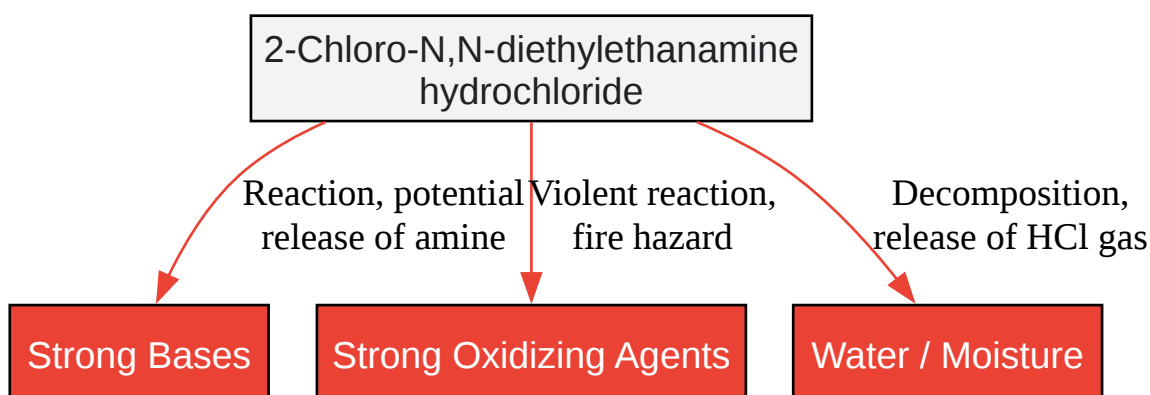 2-Chloro-N,N-diethylethanamine
hydrochloride
Reaction, potential
release of amine
Violent reaction,
fire hazard
Decomposition,
release of HCl gas
Strong Bases
Strong Oxidizing Agents
Water / Moisture